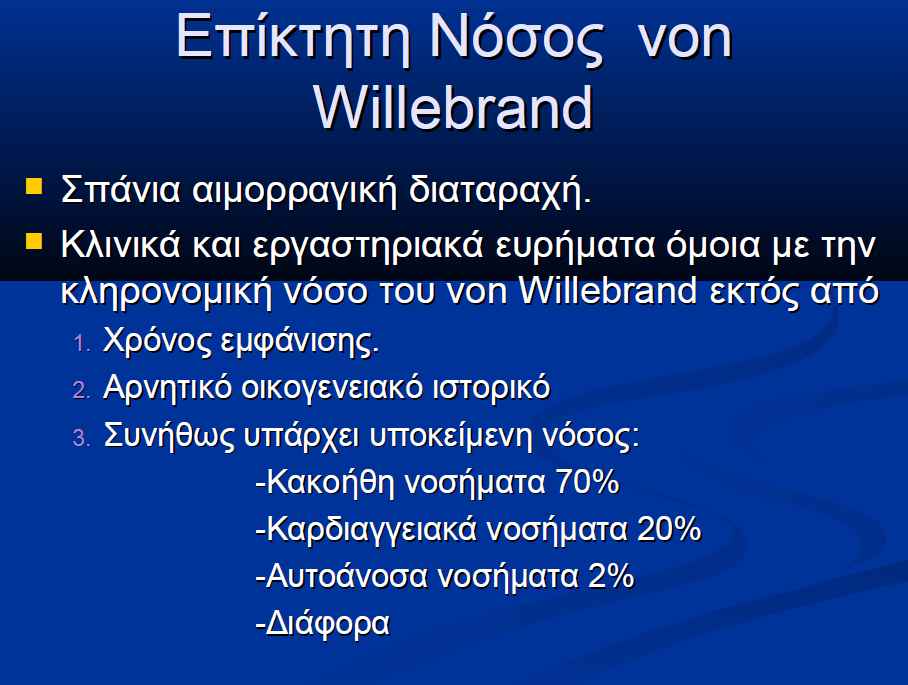 Επίκτητη Νόσος von
Willebrand
Σπάνια αιμορραγική διαταραχή.
Κλινικά και εργαστηριακά ευρήματα όμοια με την
κληρονομική νόσο του von Willebrand εκτός από
1. Χρόνος εμφάνισης.
2. Αρνητικό οικογενειακό ιστορικό
3. Συνήθως υπάρχει υποκείμενη νόσος:
-Κακοήθη νοσήματα 70%
-Καρδιαγγειακά νοσήματα 20%
-Αυτοάνοσα νοσήματα 2%
-Διάφορα